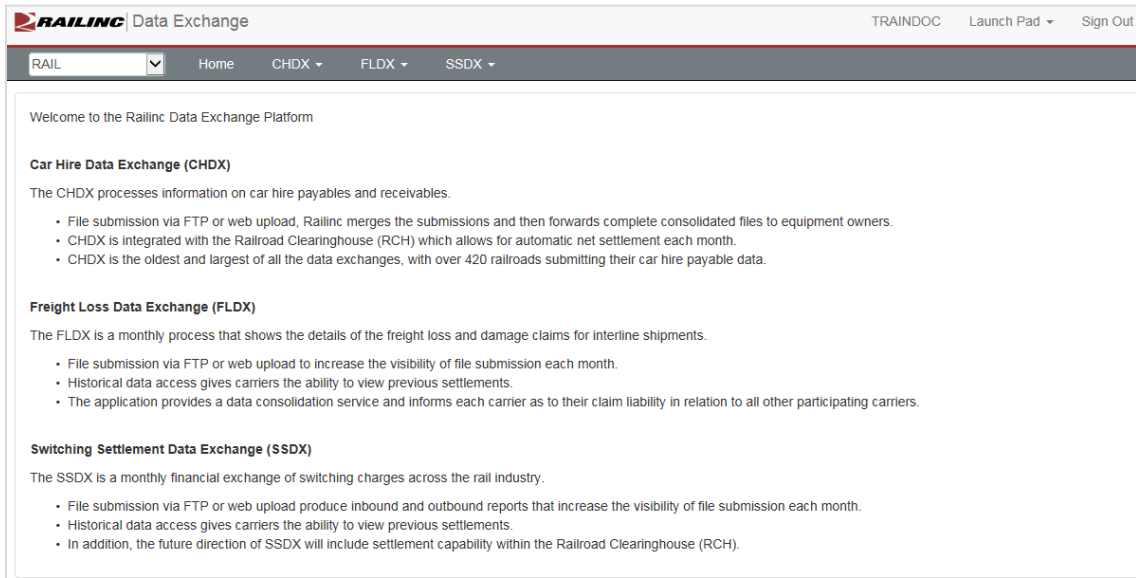 RAILINC Data Exchange TRAINDOC Launch Pad Sign Out
RAIL Home CHDX FLDX SSDX
Welcome to the Railinc Data Exchange Platform
Car Hire Data Exchange (CHDX)
The CHDX processes information on car hire payables and receivables.
• File submission via FTP or web upload, Railinc merges the submissions and then forwards complete consolidated files to equipment owners.
• CHDX is integrated with the Railroad Clearinghouse (RCH) which allows for automatic net settlement each month.
• CHDX is the oldest and largest of all the data exchanges, with over 420 railroads submitting their car hire payable data.
Freight Loss Data Exchange (FLDX)
The FLDX is a monthly process that shows the details of the freight loss and damage claims for interline shipments.
• File submission via FTP or web upload to increase the visibility of file submission each month.
• Historical data access gives carriers the ability to view previous settlements.
• The application provides a data consolidation service and informs each carrier as to their claim liability in relation to all other participating carriers.
Switching Settlement Data Exchange (SSDX)
The SSDX is a monthly financial exchange of switching charges across the rail industry.
• File submission via FTP or web upload produce inbound and outbound reports that increase the visibility of file submission each month.
• Historical data access gives carriers the ability to view previous settlements.
• In addition, the future direction of SSDX will include settlement capability within the Railroad Clearinghouse (RCH).